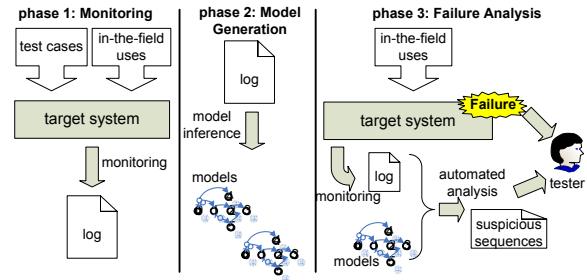 phase 1: Monitoring
test cases
in-the-field
uses
target system
monitoring
log
phase 2: Model
Generation
log
model
inference
models
phase 3: Failure Analysis
in-the-field
uses
Failure
target system
tester
monitoring
log
automated
analysis
models
suspicious
sequences